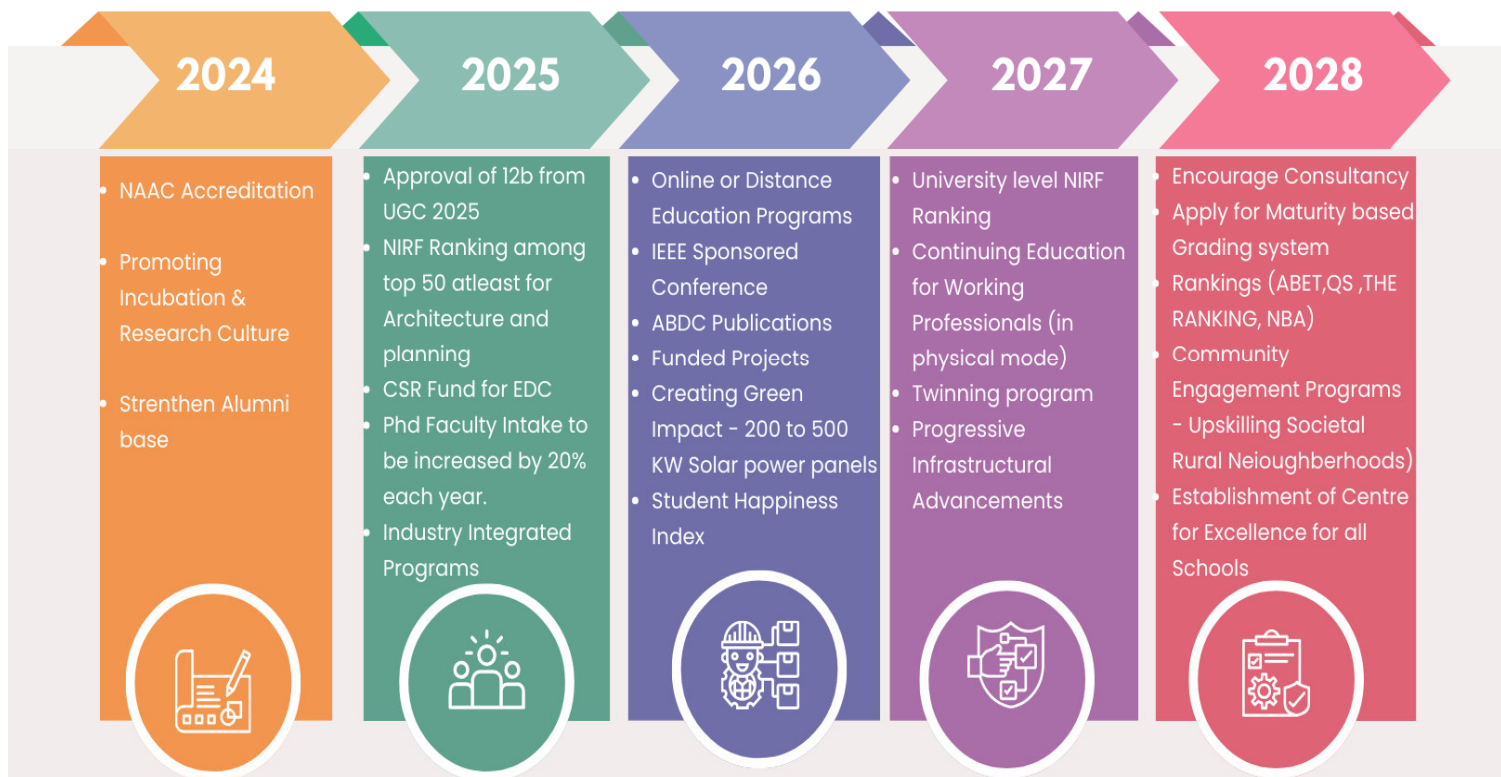 2024
2025
2026
2027
2028
• NAAC Accreditation
• Promoting
Incubation &
Research Culture
• Strenthen Alumni
base
• Approval of 12b from
UGC 2025
• NIRF Ranking among
top 50 atleast for
Architecture and
planning
• CSR Fund for EDC
• Phd Faculty Intake to
be increased by 20%
each year.
• Industry Integrated
Programs
• Online or Distance
Education Programs
• IEEE Sponsored
Conference
• ABDC Publications
• Funded Projects
• Creating Green
Impact - 200 to 500
KW Solar power panels
• Student Happiness
Index
• University level NIRF
Ranking
• Continuing Education
for Working
Professionals (in
physical mode)
• Twinning program
• Progressive
Infrastructural
Advancements
• Encourage Consultancy
• Apply for Maturity based
Grading system
• Rankings (ABET,QS ,THE
RANKING, NBA)
• Community
Engagement Programs
- Upskilling Societal
Rural Neioughberhoods)
• Establishment of Centre
for Excellence for all
Schools